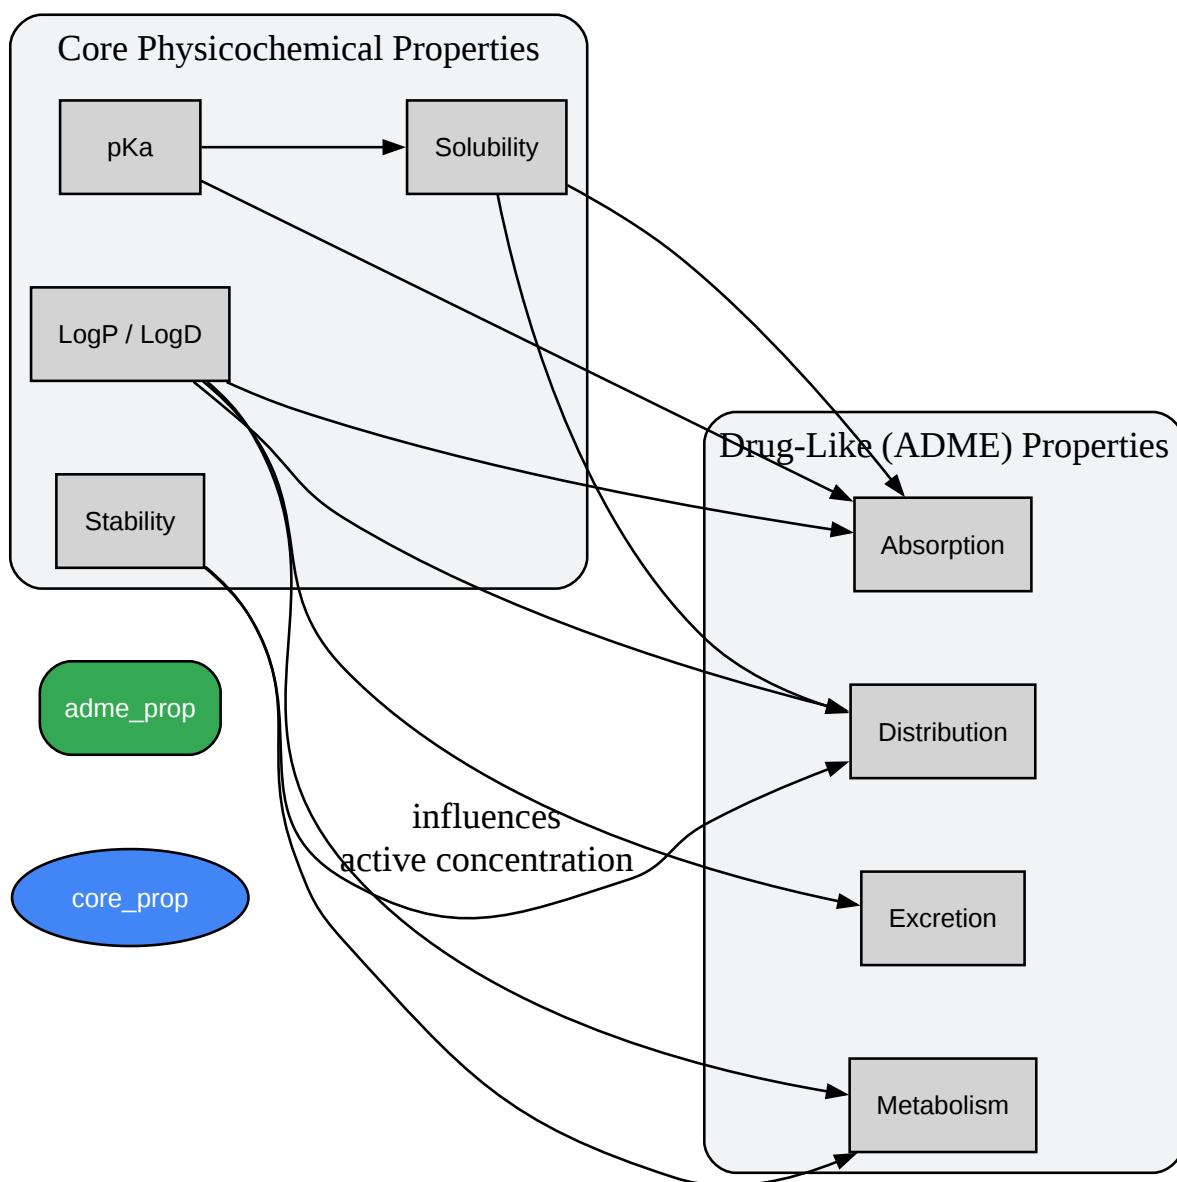 Core Physicochemical Properties
pKa
Solubility
LogP / LogD
Stability
Drug-Like (ADME) Properties
Absorption
Distribution
Excretion
Metabolism
influences
active concentration
adme_prop
core_prop